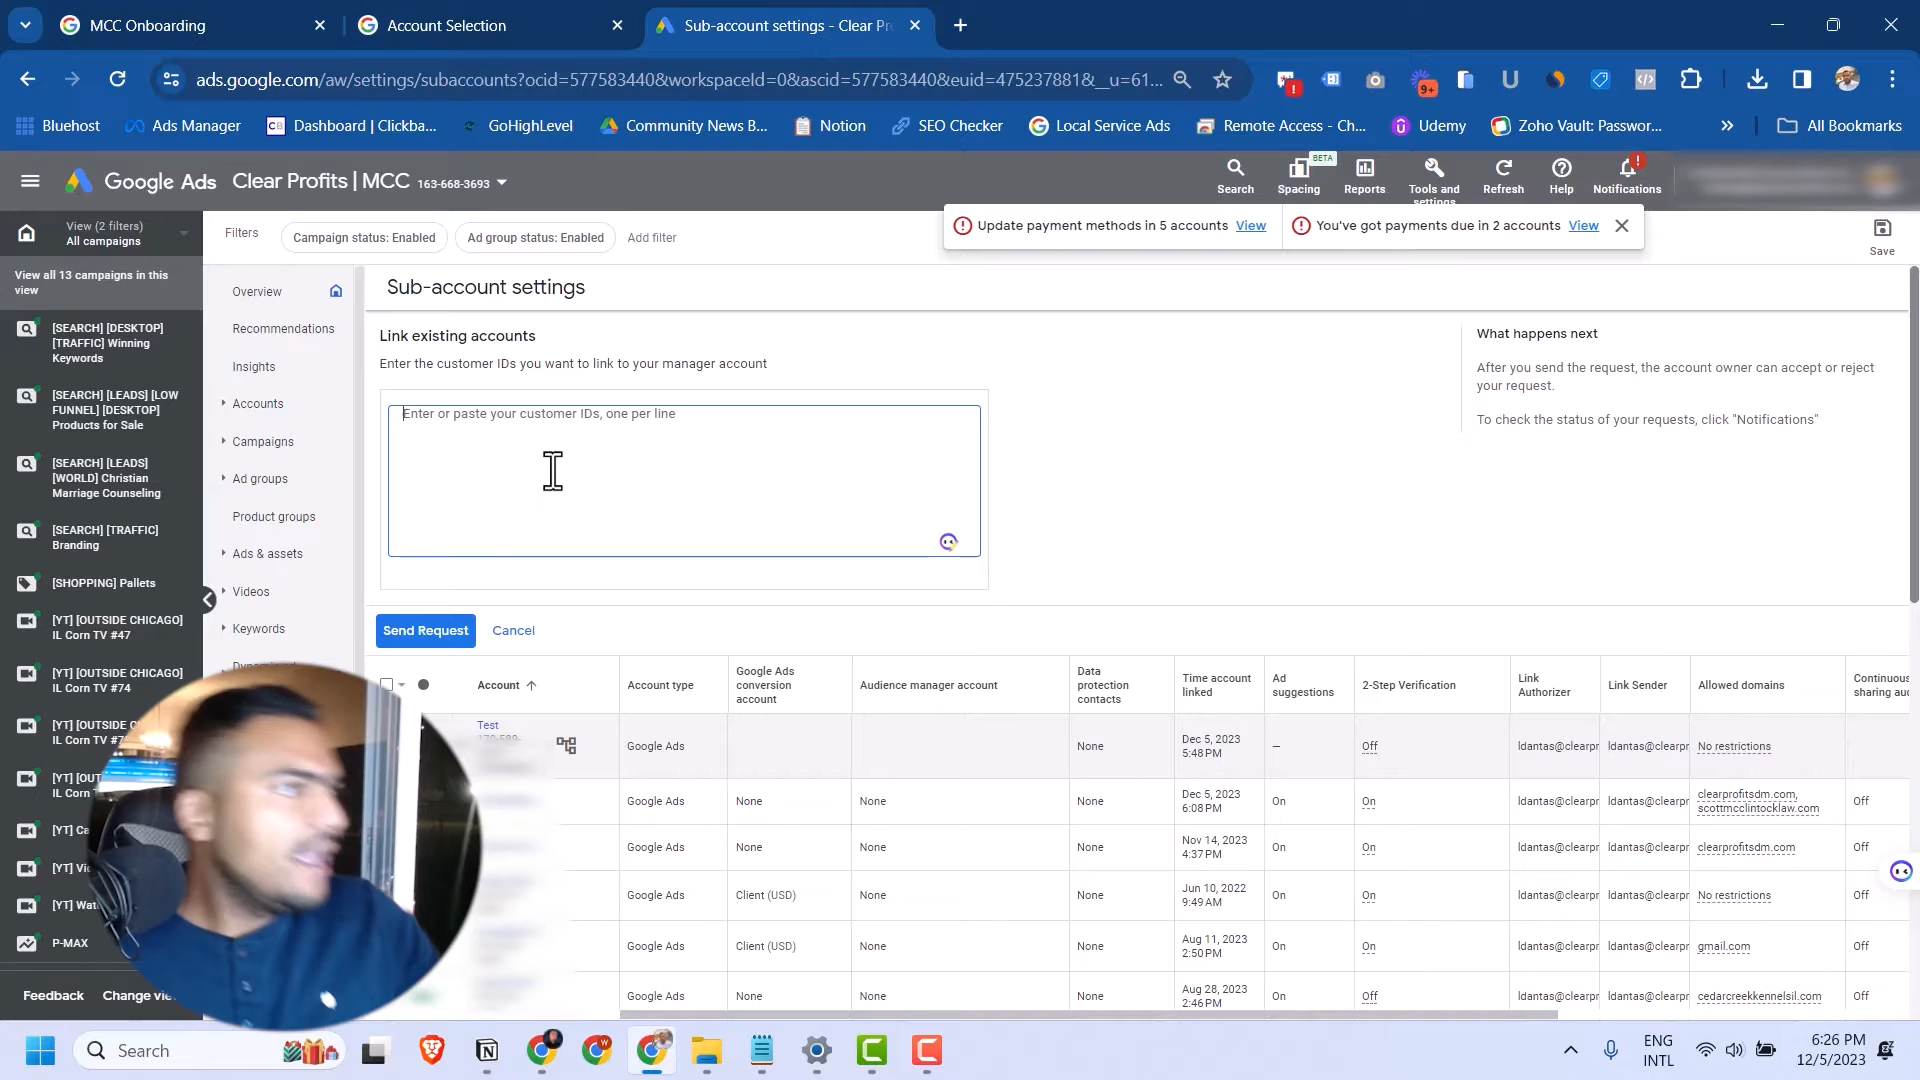 MCC Onboarding
Account Selection
Sub-account settings - Clear Pr
ads.google.com/aw/settings/subaccounts?ocid=577583440&workspaceId=0&ascid=577583440&euid=475237881&__u=61...
9+
Bluehost
Ads Manager
Dashboard | Clickba...
GoHighLevel
Community News B...
Notion
SEO Checker
Local Service Ads
Remote Access - Ch...
Udemy
Zoho Vault: Passwor...
All Bookmarks
Google Ads
Clear Profits | MCC 163-668-3693
Search
BETA
Spacing
Reports
Tools and
settings
Refresh
Help
Notifications
View (2 filters)
All campaigns
Filters
Campaign status: Enabled
Ad group status: Enabled
Add filter
Update payment methods in 5 accounts View
You've got payments due in 2 accounts View
Save
View all 13 campaigns in this
view
[SEARCH] [DESKTOP]
[TRAFFIC] Winning
Keywords
[SEARCH] [LEADS] [LOW
FUNNEL] [DESKTOP]
Products for Sale
[SEARCH] [LEADS]
[WORLD] Christian
Marriage Counseling
[SEARCH] [TRAFFIC]
Branding
[SHOPPING] Pallets
[YT] [OUTSIDE CHICAGO]
IL Corn TV #47
[YT] [OUTSIDE CHICAGO]
IL Corn TV #74
[YT] [OUTSIDE C
IL Corn TV #7
[YT] [OUT
IL Corn
[YT] Ca
[YT] Vi
[YT] Wat
P-MAX
Feedback
Change vie
Overview
Recommendations
Insights
Accounts
Campaigns
Ad groups
Product groups
Ads & assets
Videos
Keywords
Sub-account settings
Link existing accounts
Enter the customer IDs you want to link to your manager account
Enter or paste your customer IDs, one per line
What happens next
After you send the request, the account owner can accept or reject
your request.
To check the status of your requests, click "Notifications"
Send Request
Cancel
Account
Account type
Google Ads
conversion
account
Audience manager account
Data
protection
contacts
Time account
linked
Ad
suggestions
2-Step Verification
Link
Authorizer
Link Sender
Allowed domains
Continuous
sharing au
Test
Google Ads
None
Dec 5, 2023
5:48 PM
—
Off
ldantas@clearpr
ldantas@clearpr
No restrictions
Google Ads
None
None
None
Dec 5, 2023
6:08 PM
On
On
ldantas@clearpr
ldantas@clearpr
clearprofitsdm.com,
scottmcclintocklaw.com
Off
Google Ads
None
None
None
Nov 14, 2023
4:37 PM
On
On
ldantas@clearpr
ldantas@clearpr
clearprofitsdm.com
Off
Google Ads
Client (USD)
None
None
Jun 10, 2022
9:49 AM
On
On
ldantas@clearpr
ldantas@clearpr
No restrictions
Off
Google Ads
Client (USD)
None
None
Aug 11, 2023
2:50 PM
On
On
ldantas@clearpr
ldantas@clearpr
gmail.com
Off
Google Ads
None
None
None
Aug 28, 2023
2:46 PM
On
Off
ldantas@clearpr
ldantas@clearpr
cedarcreekkennelsil.com
Off
Search
ENG
INTL
6:26 PM
12/5/2023